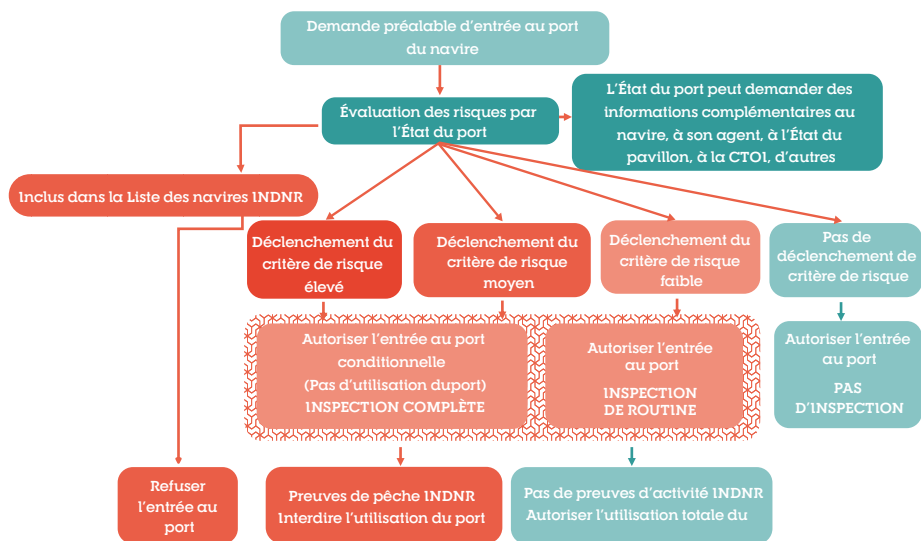 Demande préalable d'entrée au port
du navire
Évaluation des risques par
l'État du port
L'État du port peut demander des
informations complémentaires au
navire, à son agent, à l'État du
pavillon, à la CTOI, d'autres
Inclus dans la Liste des navires INDNR
Déclenchement du
critère de risque
élevé
Déclenchement du
critère de risque
moyen
Déclenchement du
critère de risque
faible
Pas de
déclenchement de
critère de risque
Autoriser l'entrée au port
conditionnelle
(Pas d'utilisation duport)
INSPECTION COMPLÈTE
Autoriser l'entrée
au port
INSPECTION
DE ROUTINE
Autoriser l'entrée
au port
PAS
D'INSPECTION
Refuser
l'entrée au
port
Preuves de pêche INDNR
Interdire l'utilisation du port
Pas de preuves d'activité INDNR
Autoriser l'utilisation totale du